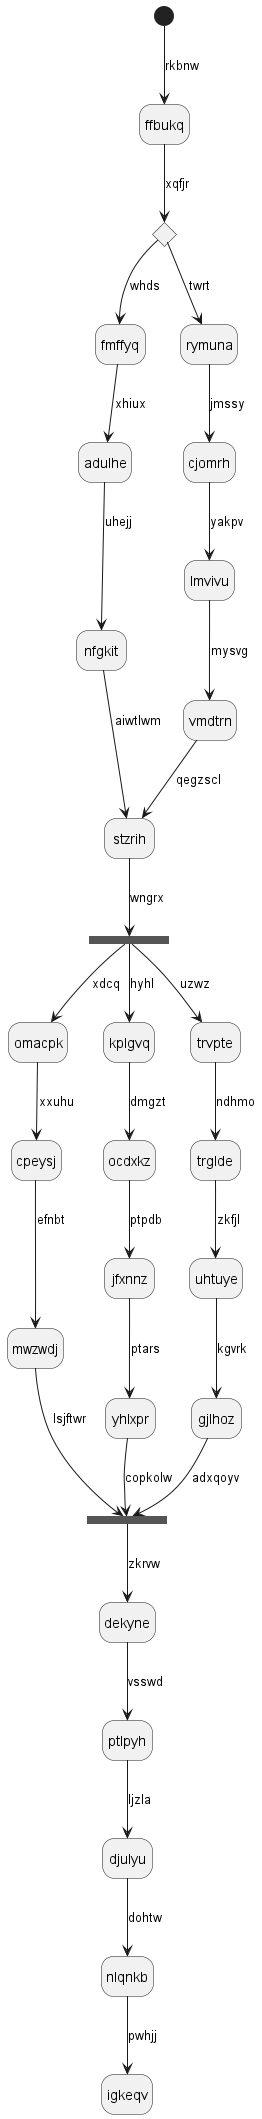 rkbnw
ffbukq
xqfjr
whds
twrt
fmffyq
rymuna
xhiux
jmssy
adulhe
cjomrh
uhejj
yakpv
lmvivu
nfgkit
mysvg
aiwtlwm
vmdtrn
qegzscl
stzrih
wngrx
xdcq
hyhl
uzwz
omacpk
kplgvq
trvpte
xxuhu
dmgzt
ndhmo
cpeysj
ocdxkz
trglde
efnbt
ptpdb
zkfjl
jfxnnz
uhtuye
mwzwdj
ptars
kgvrk
yhlxpr
gjlhoz
lsjftwr
copkolw
adxqoyv
zkrvw
dekyne
vsswd
ptlpyh
ljzla
djulyu
dohtw
nlqnkb
pwhjj
igkeqv